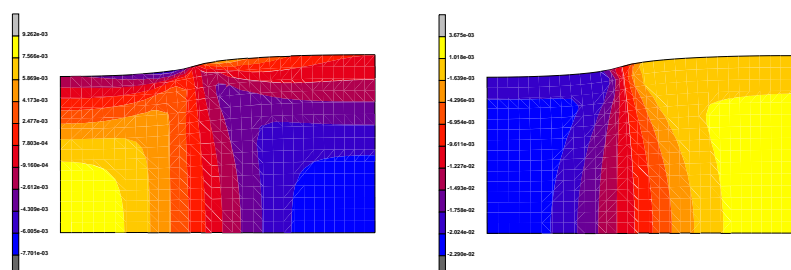 9.262e-03
7.566e-03
5.869e-03
4.173e-03
2.477e-03
7.803e-04
-9.160e-04
-2.612e-03
-4.309e-03
-6.005e-03
-7.701e-03
3.675e-03
1.018e-03
-1.639e-03
-4.296e-03
-6.954e-03
-9.611e-03
-1.227e-02
-1.493e-02
-1.758e-02
-2.024e-02
-2.290e-02